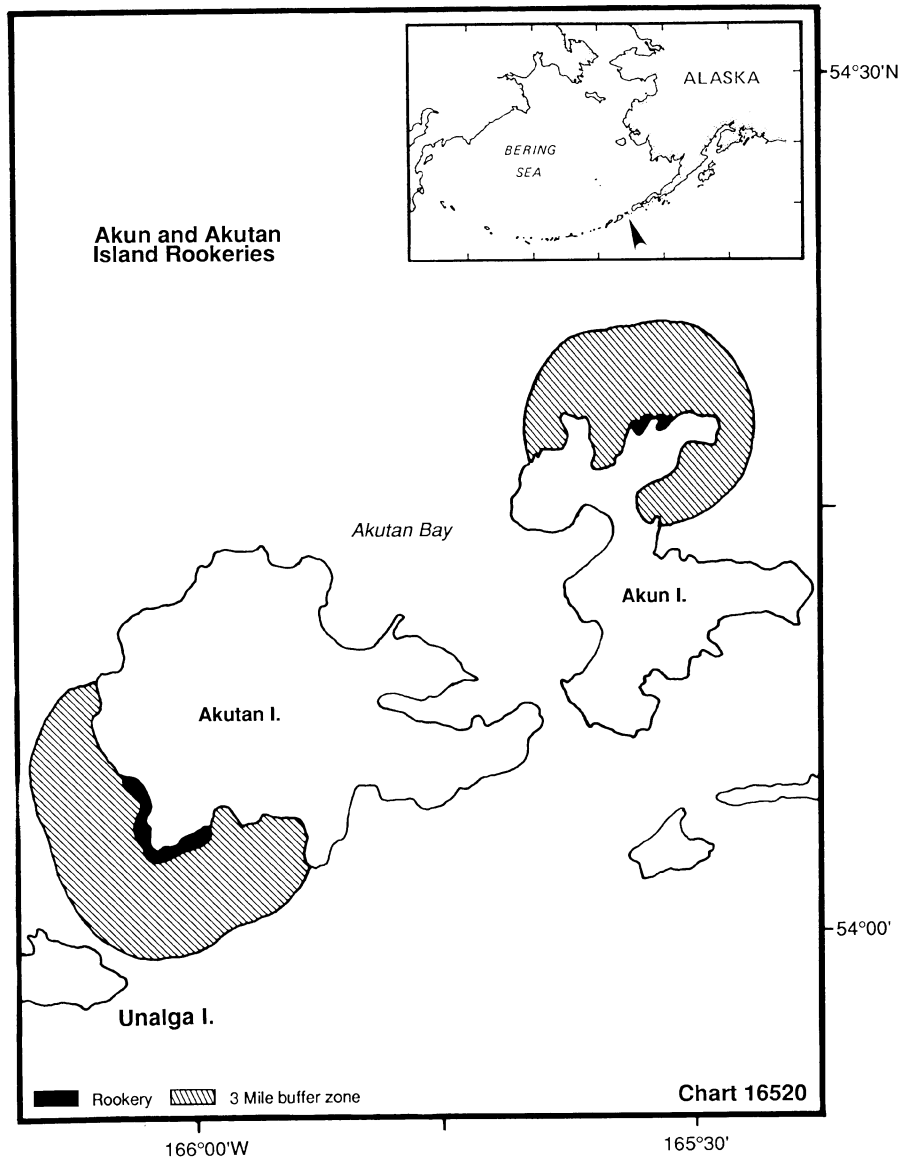 ALASKA
BERING
SEA
54°30'N
Akun and Akutan
Island Rookeries
Akutan Bay
Akun I.
Akutan I.
54°00'
Unalga I.
Rookery
3 Mile buffer zone
Chart 16520
166°00'W
165°30'